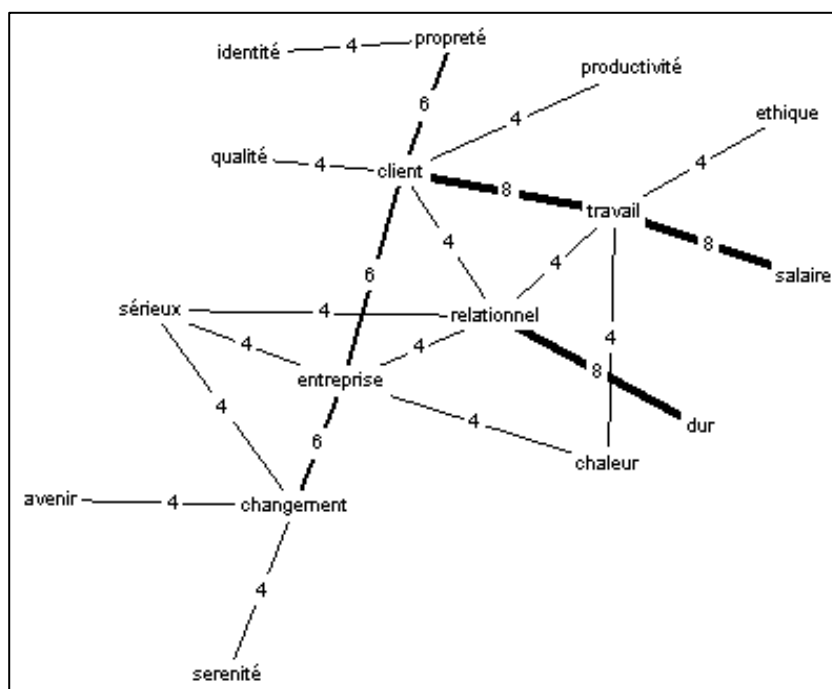 identité 4 propreté
productivité
6
4
ethique
qualité 4 client
4
8
travail
4
8
salaire
6
4
sérieux 4 relationnel
4
4
4
entreprise
8
4
4
dur
6
chaleur
avenir 4 changement
4
serenité